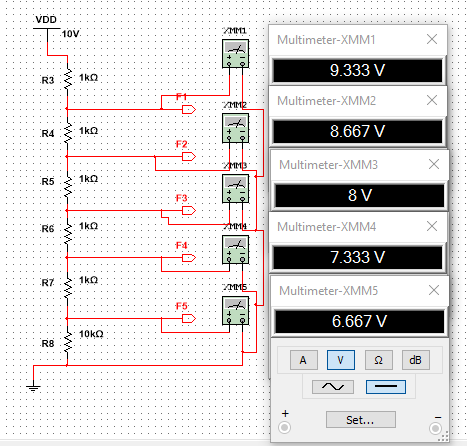 VDD
10V
XMM1
R3
1kΩ
F1
XMM2
R4
1kΩ
F2
XMM3
R5
1kΩ
F3
R6
1kΩ
XMM4
F4
R7
1kΩ
XMM5
F5
R8
10kΩ
Multimeter-XMM1
9.333 V
Multimeter-XMM2
8.667 V
Multimeter-XMM3
8 V
Multimeter-XMM4
7.333 V
Multimeter-XMM5
6.667 V
A V Ω dB
+ Set... -